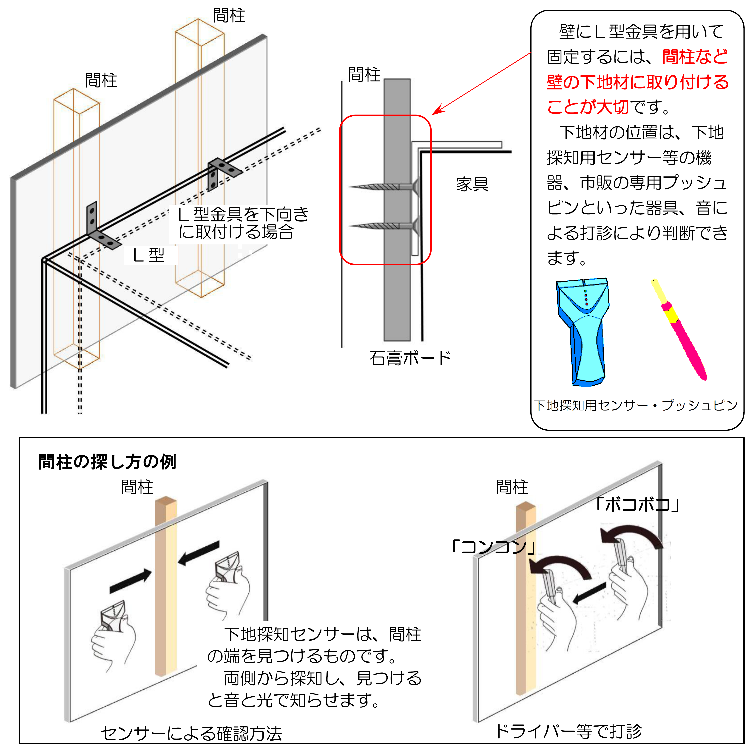 間柱
間柱
L型金具を下向き
に取付ける場合
L型
間柱
家具
石膏ボード
壁にL型金具を用いて
固定するには、間柱など
壁の下地材に取り付ける
ことが大切です。
下地材の位置は、下地
探知用センサー等の機
器、市販の専用プッシュ
ピンといった器具、音に
よる打診により判断でき
ます。
下地探知用センサー・プッシュピン
間柱の探し方の例
間柱
下地探知センサーは、間柱
の端を見つけるものです。
両側から探知し、見つける
と音と光で知らせます。
センサーによる確認方法
間柱
「ボコボコ」
「コンコン」
ドライバー等で打診